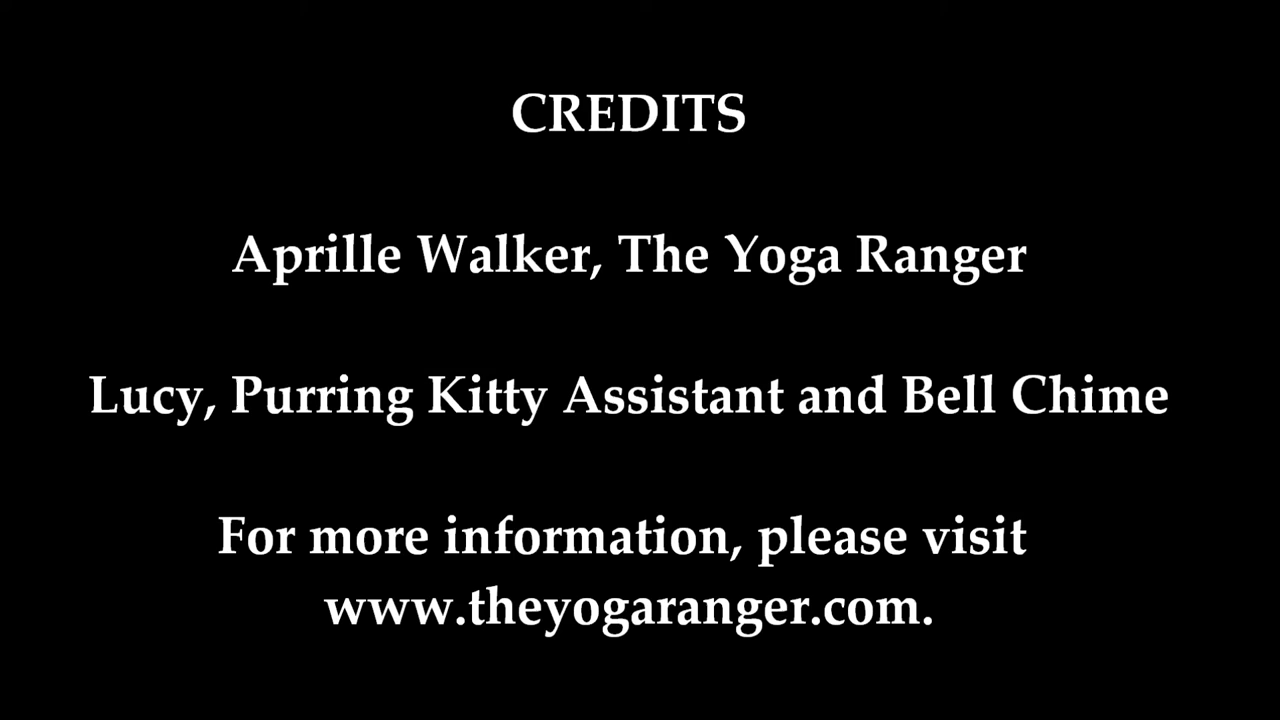 CREDITS
Aprille Walker, The Yoga Ranger
Lucy, Purring Kitty Assistant and Bell Chime
For more information, please visit
www.theyogaranger.com.